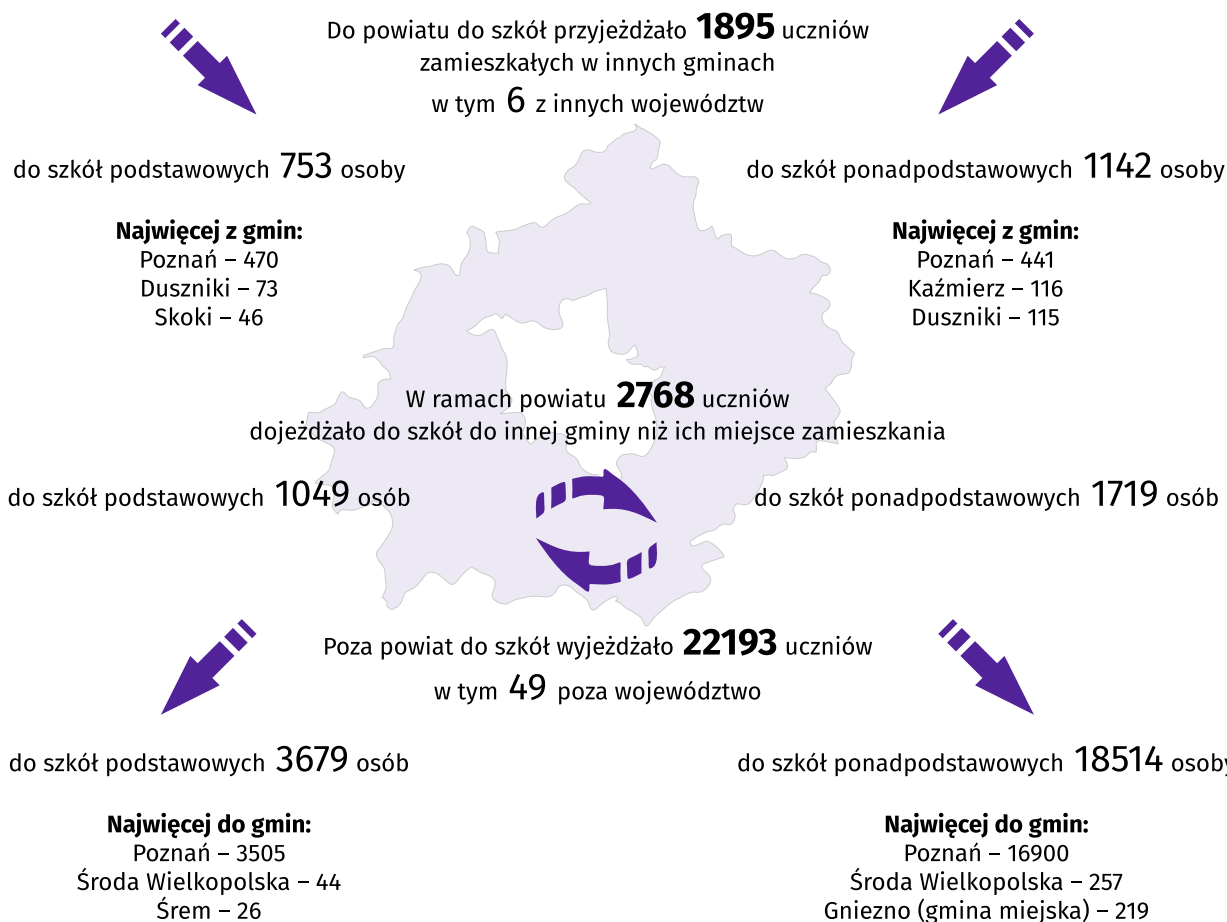 Do powiatu do szkół przyjeżdżało 1895 uczniów
zamieszkałych w innych gminach
w tym 6 z innych województw
do szkół podstawowych 753 osoby
Najwięcej z gmin:
Poznań – 470
Duszniki – 73
Skoki – 46
do szkół ponadpodstawowych 1142 osoby
Najwięcej z gmin:
Poznań – 441
Kaźmierz – 116
Duszniki – 115
W ramach powiatu 2768 uczniów
dojeżdżało do szkół do innej gminy niż ich miejsce zamieszkania
do szkół podstawowych 1049 osób
do szkół ponadpodstawowych 1719 osób
Poza powiat do szkół wyjeżdżało 22193 uczniów
w tym 49 poza województwo
do szkół podstawowych 3679 osób
Najwięcej do gmin:
Poznań – 3505
Środa Wielkopolska – 44
Śrem – 26
do szkół ponadpodstawowych 18514 osoby
Najwięcej do gmin:
Poznań – 16900
Środa Wielkopolska – 257
Gniezno (gmina miejska) – 219